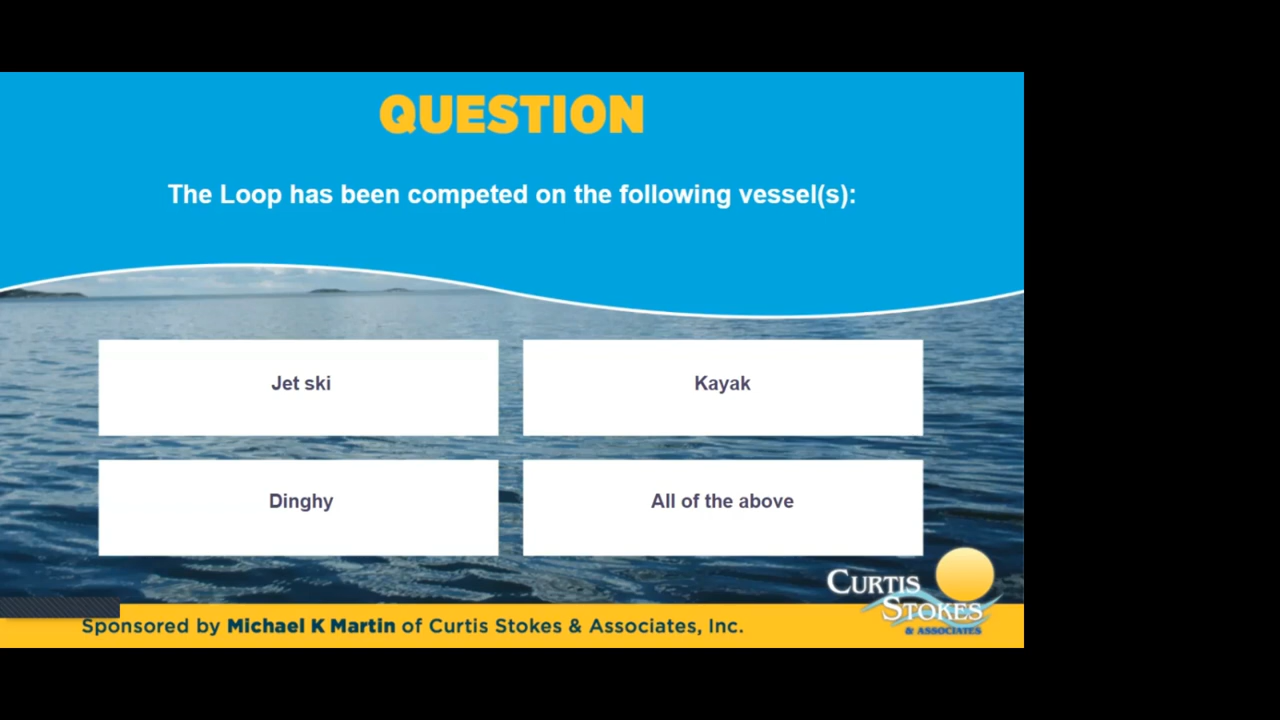 QUESTION
The Loop has been competed on the following vessel(s):
Jet ski
Kayak
Dinghy
All of the above
CURTIS
STOKES
& ASSOCIATES
Sponsored by Michael K Martin of Curtis Stokes & Associates, Inc.